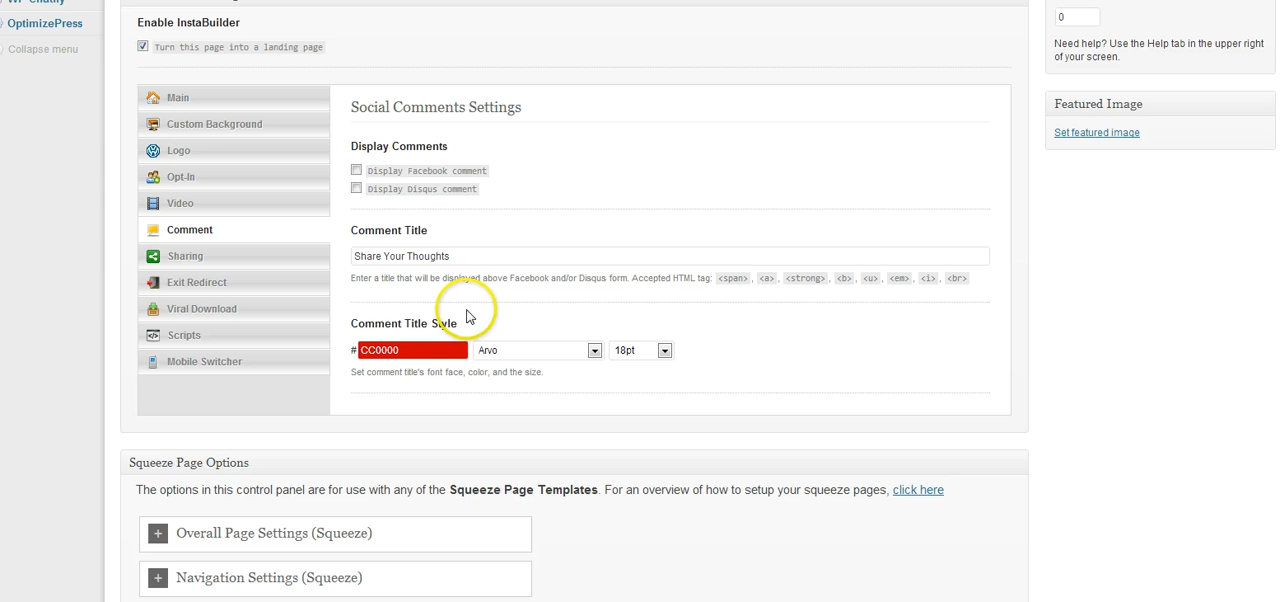 OptimizePress
Collapse menu
Enable InstaBuilder
Turn this page into a landing page
Main
Custom Background
Logo
Opt-In
Video
Comment
Sharing
Exit Redirect
Viral Download
Scripts
Mobile Switcher
Social Comments Settings
Display Comments
Display Facebook comment
Display Disqus comment
Comment Title
Share Your Thoughts
Enter a title that will be displayed above Facebook and/or Disqus form. Accepted HTML tag: <span>, <a>, <strong>, <b>, <u>, <em>, <i>, <br>
Comment Title Style
# CC0000 Arvo 18pt
Set comment title's font face, color, and the size.
Squeeze Page Options
The options in this control panel are for use with any of the Squeeze Page Templates. For an overview of how to setup your squeeze pages, click here
+ Overall Page Settings (Squeeze)
+ Navigation Settings (Squeeze)
0
Need help? Use the Help tab in the upper right
of your screen.
Featured Image
Set featured image